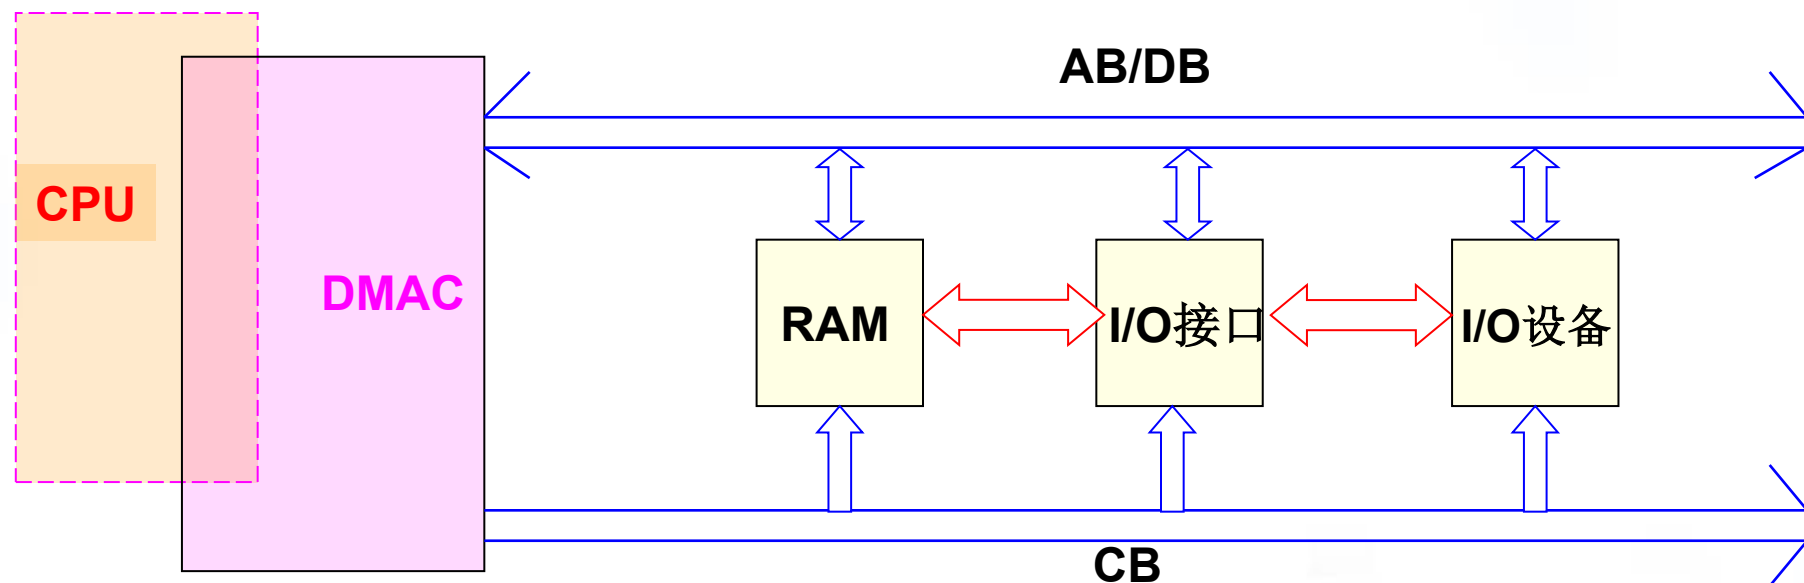 AB/DB
CPU
DMAC
RAM
I/O接口
I/O设备
CB